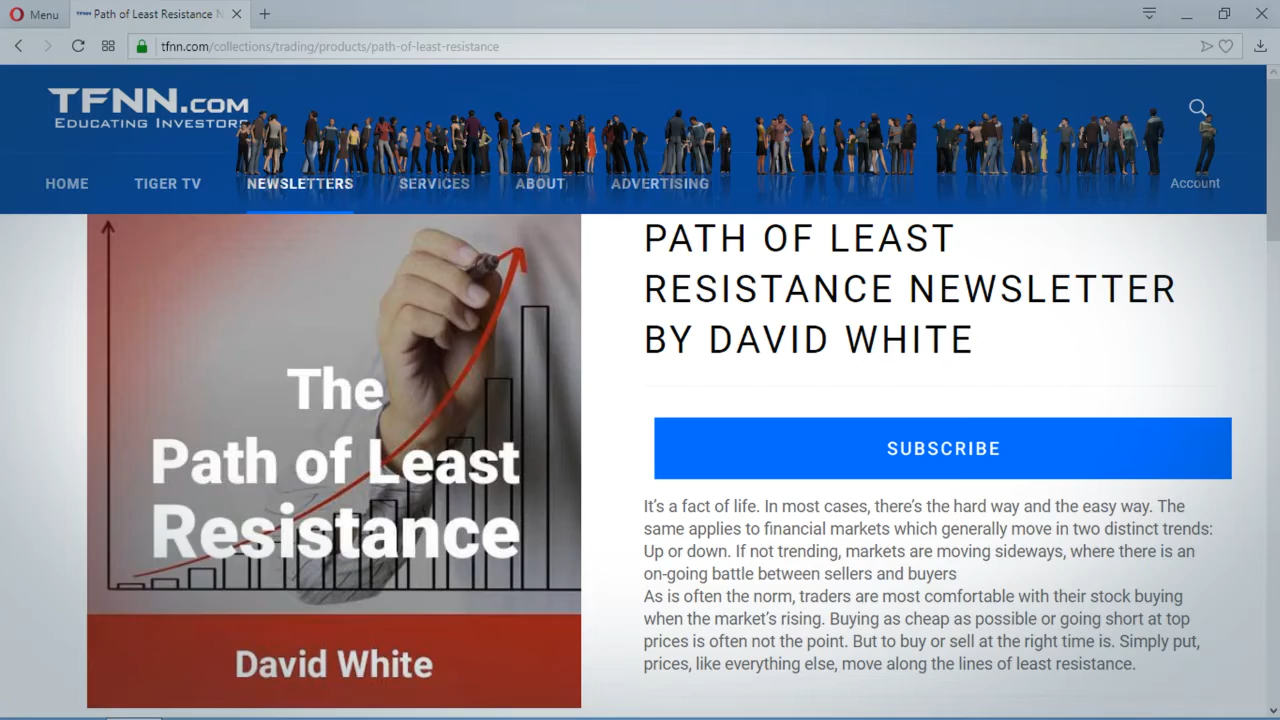 Menu
Path of Least Resistance N
tfnn.com/collections/trading/products/path-of-least-resistance
TFNN.COM
EDUCATING INVESTORS
HOME
TIGER TV
NEWSLETTERS
SERVICES
ABOUT
ADVERTISING
Account
The
Path of Least
Resistance
David White
PATH OF LEAST
RESISTANCE NEWSLETTER
BY DAVID WHITE
SUBSCRIBE
It's a fact of life. In most cases, there's the hard way and the easy way. The
same applies to financial markets which generally move in two distinct trends:
Up or down. If not trending, markets are moving sideways, where there is an
on-going battle between sellers and buyers
As is often the norm, traders are most comfortable with their stock buying
when the market's rising. Buying as cheap as possible or going short at top
prices is often not the point. But to buy or sell at the right time is. Simply put,
prices, like everything else, move along the lines of least resistance.